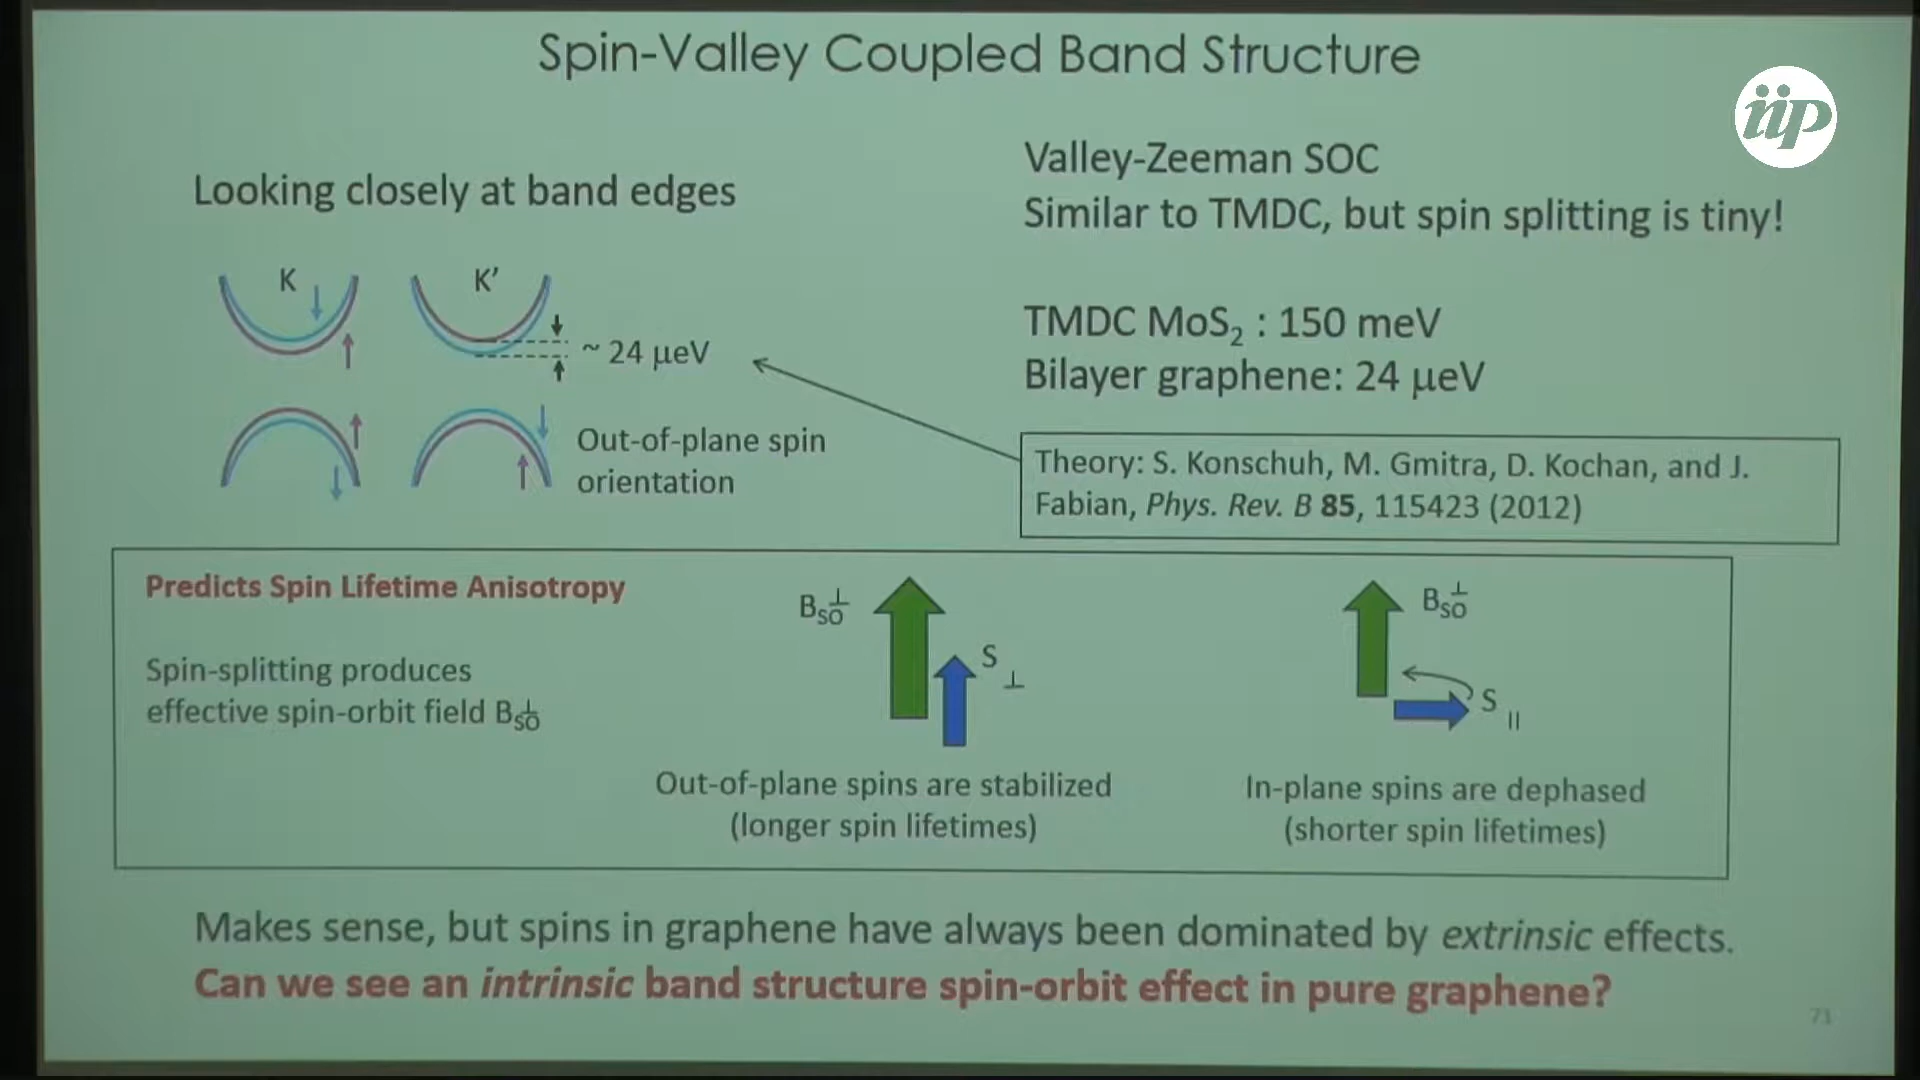 Spin-Valley Coupled Band Structure
iip
Looking closely at band edges
K
K'
~ 24 μeV
Out-of-plane spin
orientation
Valley-Zeeman SOC
Similar to TMDC, but spin splitting is tiny!
TMDC MoS₂ : 150 meV
Bilayer graphene: 24 μeV
Theory: S. Konschuh, M. Gmitra, D. Kochan, and J.
Fabian, Phys. Rev. B 85, 115423 (2012)
Predicts Spin Lifetime Anisotropy
Spin-splitting produces
effective spin-orbit field B_SO^⊥
B_SO^⊥
S ⊥
Out-of-plane spins are stabilized
(longer spin lifetimes)
B_SO^⊥
S ||
In-plane spins are dephased
(shorter spin lifetimes)
Makes sense, but spins in graphene have always been dominated by extrinsic effects.
Can we see an intrinsic band structure spin-orbit effect in pure graphene?
71